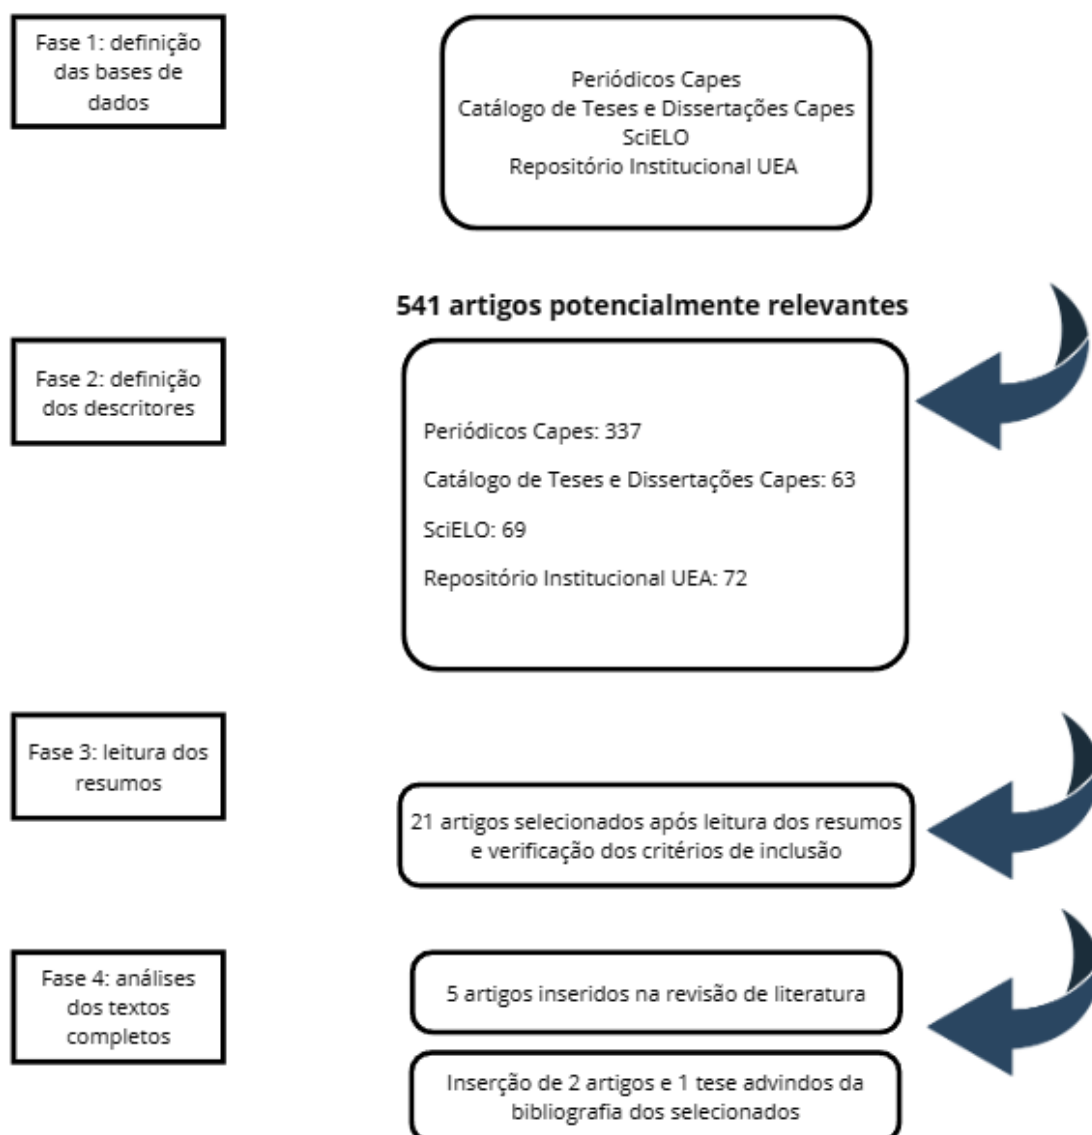 Fase 1: definição
das bases de
dados
Periódicos Capes
Catálogo de Teses e Dissertações Capes
SciELO
Repositório Institucional UEA
541 artigos potencialmente relevantes
Fase 2: definição
dos descritores
Periódicos Capes: 337
Catálogo de Teses e Dissertações Capes: 63
SciELO: 69
Repositório Institucional UEA: 72
Fase 3: leitura dos
resumos
21 artigos selecionados após leitura dos resumos
e verificação dos critérios de inclusão
Fase 4: análises
dos textos
completos
5 artigos inseridos na revisão de literatura
Inserção de 2 artigos e 1 tese advindos da
bibliografia dos selecionados